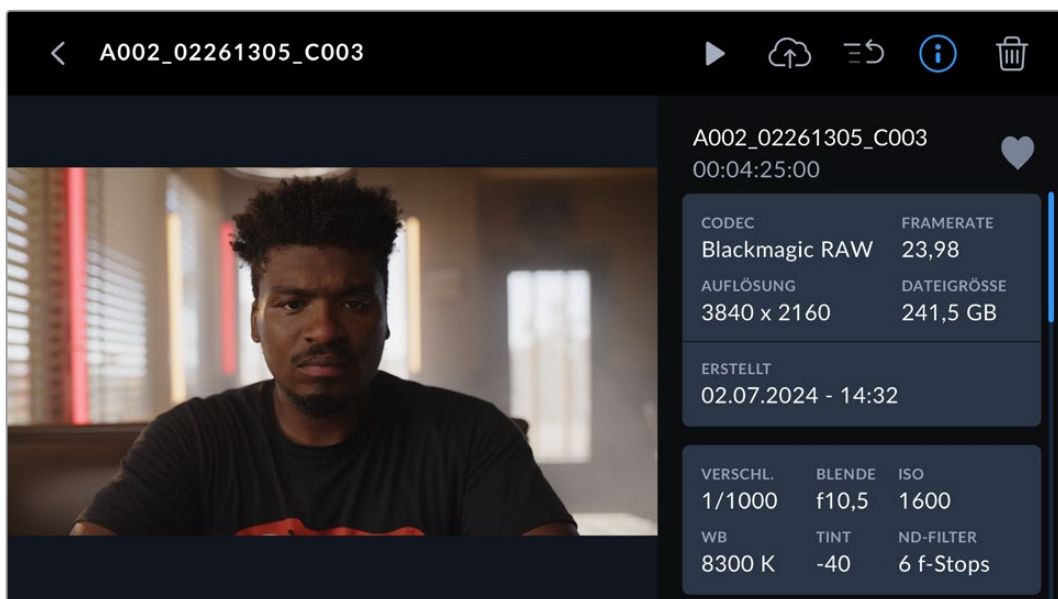 A002_02261305_C003
A002_02261305_C003
00:04:25:00
CODEC FRAMERATE
Blackmagic RAW 23,98
AUFLÖSUNG DATEIGRÖSSE
3840 x 2160 241,5 GB
ERSTELLT
02.07.2024 - 14:32
VERSCHL. BLENDE ISO
1/1000 f10,5 1600
WB TINT ND-FILTER
8300 K -40 6 f-Stops